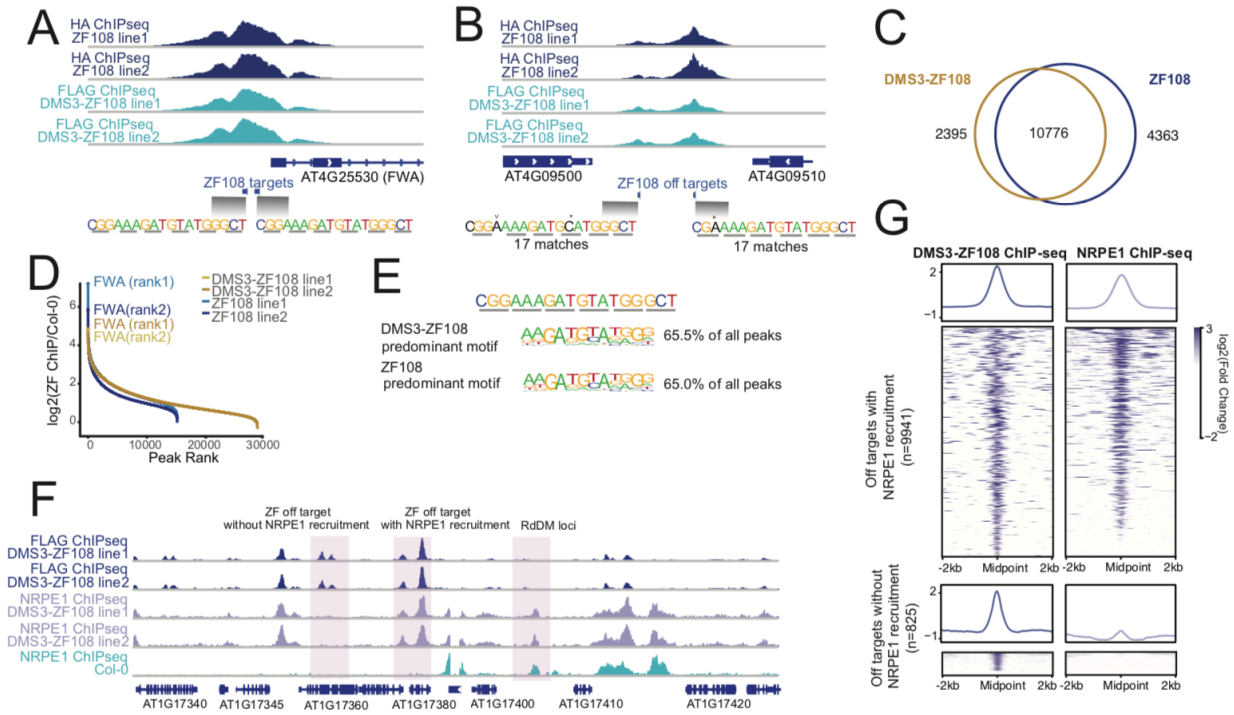 A
HA ChIPseq
ZF108 line1
HA ChIPseq
ZF108 line2
FLAG ChIPseq
DMS3-ZF108 line1
FLAG ChIPseq
DMS3-ZF108 line2
AT4G25530 (FWA)
ZF108 targets
CGGAAAGATGTATGGGCT CGGAAAGATGTATGGGCT
B
HA ChIPseq
ZF108 line1
HA ChIPseq
ZF108 line2
FLAG ChIPseq
DMS3-ZF108 line1
FLAG ChIPseq
DMS3-ZF108 line2
AT4G09500 AT4G09510
ZF108 off targets
CGGAAAAGATGCATGGGCT CGAAAAGATGTATGGGCT
17 matches 17 matches
C
DMS3-ZF108 ZF108
2395 10776 4363
D
FWA (rank1)
FWA(rank2)
FWA (rank1)
FWA(rank2)
DMS3-ZF108 line1
DMS3-ZF108 line2
ZF108 line1
ZF108 line2
log2(ZF ChIP/Col-0)
6
4
2
0
0 10000 20000 30000
Peak Rank
E
CGGAAAGATGTATGGGCT
DMS3-ZF108
predominant motif
AAGATGTATGGG
65.5% of all peaks
ZF108
predominant motif
AAGATGTATGGG
65.0% of all peaks
F
ZF off target
without NRPE1 recruitment
ZF off target
with NRPE1 recruitment
RdDM loci
FLAG ChIPseq
DMS3-ZF108 line1
FLAG ChIPseq
DMS3-ZF108 line2
NRPE1 ChIPseq
DMS3-ZF108 line1
NRPE1 ChIPseq
DMS3-ZF108 line2
NRPE1 ChIPseq
Col-0
AT1G17340 AT1G17345 AT1G17360 AT1G17380 AT1G17400 AT1G17410 AT1G17420
G
DMS3-ZF108 ChIP-seq NRPE1 ChIP-seq
2
-1
3
-2
log2(Fold Change)
Off targets with
NRPE1 recruitment
(n=9941)
-2kb Midpoint 2kb -2kb Midpoint 2kb
2
-1
Off targets without
NRPE1 recruitment
(n=825)
-2kb Midpoint 2kb -2kb Midpoint 2kb